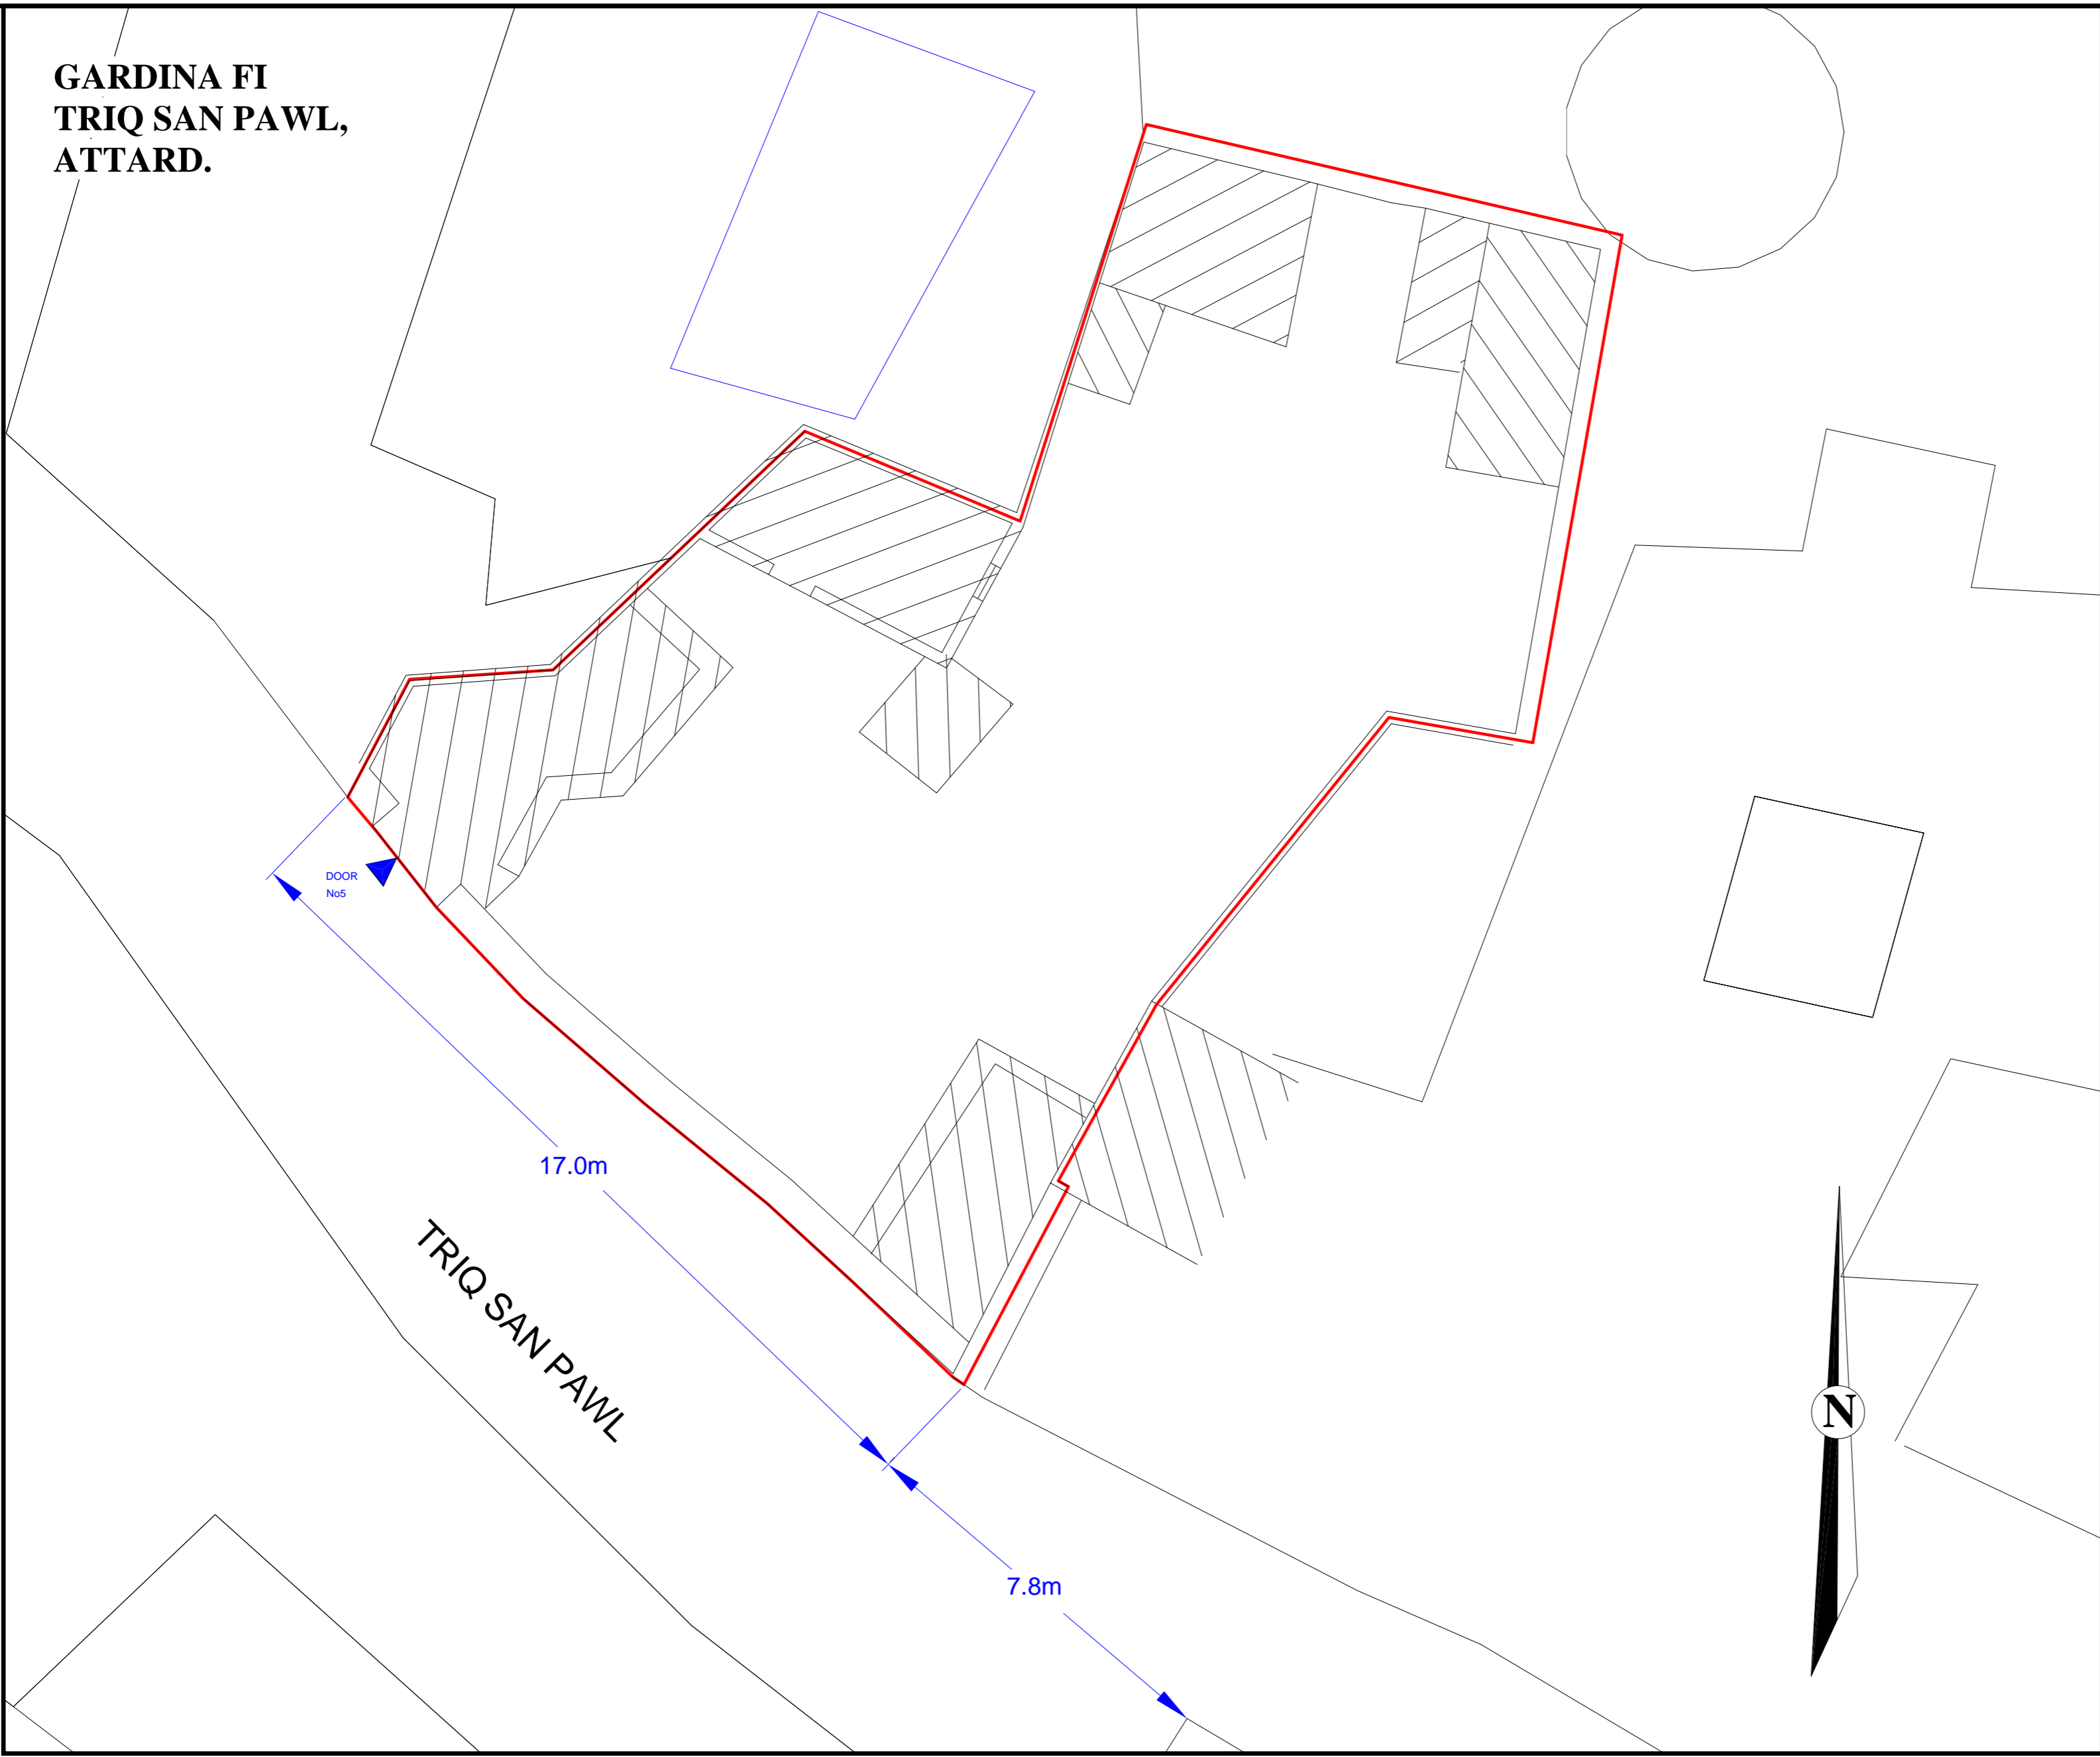 GARDINA FI
TRIQ SAN PAWL,
ATTARD.
DOOR
No5
17.0m
TRIQ SAN PAWL
N
7.8m